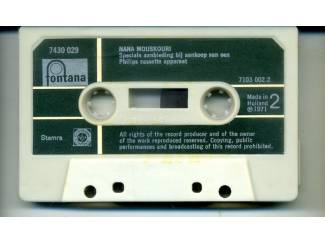 7430 029
fontana
NANA MOUSKOURI
Speciale aanbieding bij aankoop van een
Philips cassette apparaat
7103 002.2
Made in
Holland
℗1971
2
Stemra
All rights of the record producer and of the owner
of the work reproduced reserves. Copying, public
performances and broadcasting of this record prohibited.